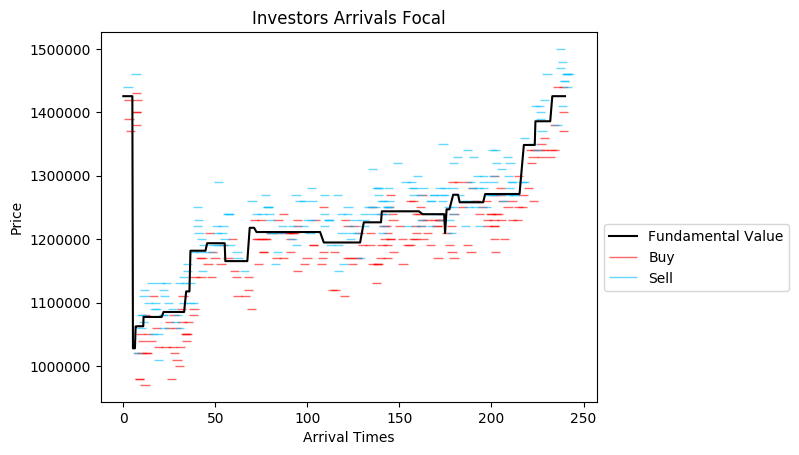 Investors Arrivals Focal
Price
1500000
1400000
1300000
1200000
1100000
1000000
0
50
100
150
200
250
Arrival Times
Fundamental Value
Buy
Sell